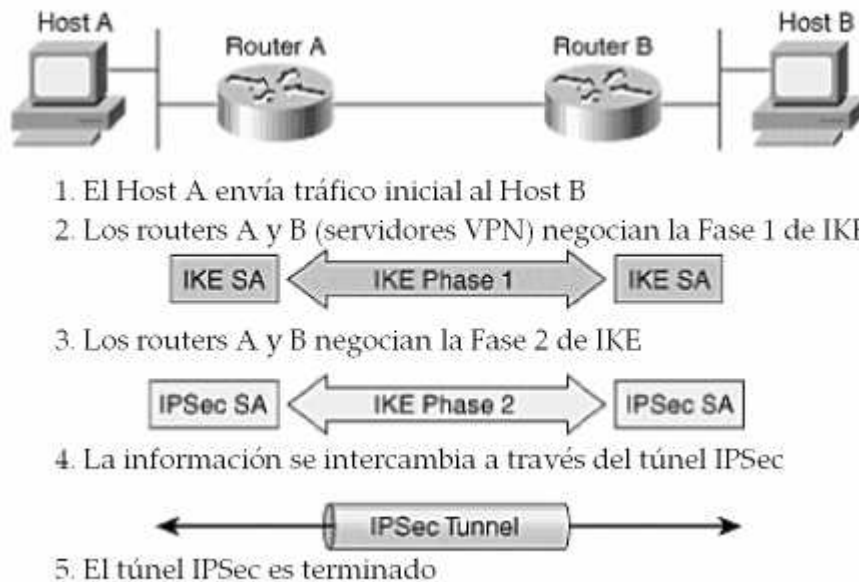 Host A
Host B
Router A
Router B
1. El Host A envía tráfico inicial al Host B
2. Los routers A y B (servidores VPN) negocian la Fase 1 de IKE
IKE SA
IKE Phase 1
IKE SA
3. Los routers A y B negocian la Fase 2 de IKE
IPSec SA
IKE Phase 2
IPSec SA
4. La información se intercambia a través del túnel IPSec
IPSec Tunnel
5. El túnel IPSec es terminado